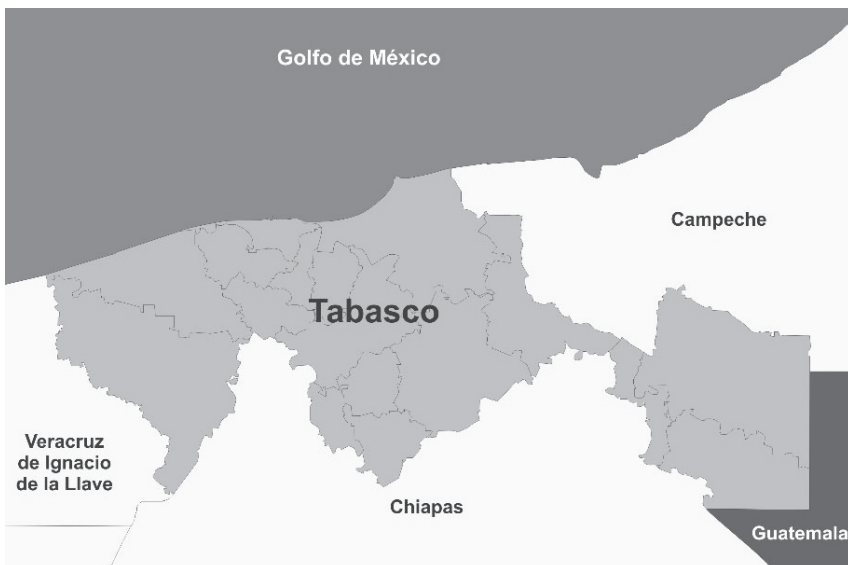 Golfo de México
Campeche
Tabasco
Veracruz
de Ignacio
de la Llave
Chiapas
Guatemala